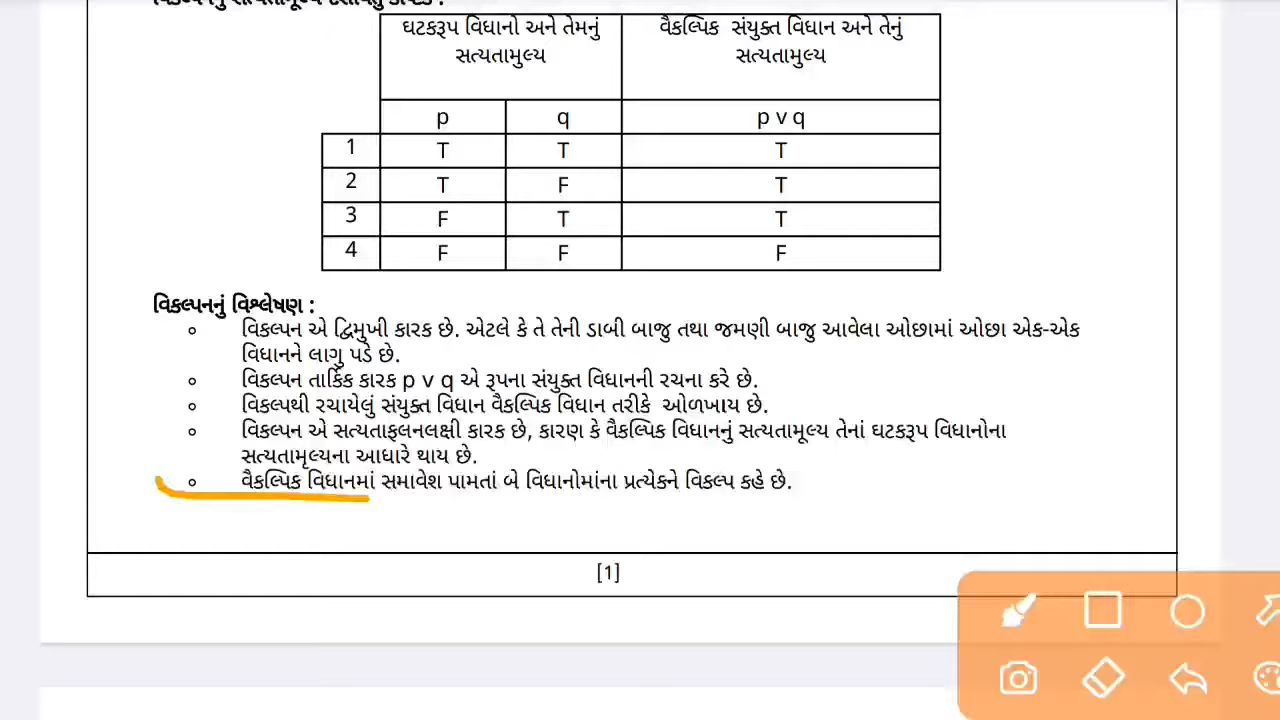 ઘટકરૂપ વિધાનો અને તેમનું સત્યતામુલ્ય
વૈકલ્પિક સંયુક્ત વિધાન અને તેનું સત્યતામુલ્ય
p q p v q
1 T T T
2 T F T
3 F T T
4 F F F
વિકલ્પનનું વિશ્લેષણ :
વિકલ્પન એ દ્વિમુખી કારક છે. એટલે કે તે તેની ડાબી બાજુ તથા જમણી બાજુ આવેલા ઓછામાં ઓછા એક-એક
વિધાનને લાગુ પડે છે.
વિકલ્પન તાર્કિક કારક p v q એ રૂપના સંયુક્ત વિધાનની રચના કરે છે.
વિકલ્પથી રચાયેલું સંયુક્ત વિધાન વૈકલ્પિક વિધાન તરીકે ઓળખાય છે.
વિકલ્પન એ સત્યતાફલનલક્ષી કારક છે, કારણ કે વૈકલ્પિક વિધાનનું સત્યતામૂલ્ય તેનાં ઘટકરૂપ વિધાનોના
સત્યતામૂલ્યના આધારે થાય છે.
વૈકલ્પિક વિધાનમાં સમાવેશ પામતાં બે વિધાનોમાંના પ્રત્યેકને વિકલ્પ કહે છે.
[1]